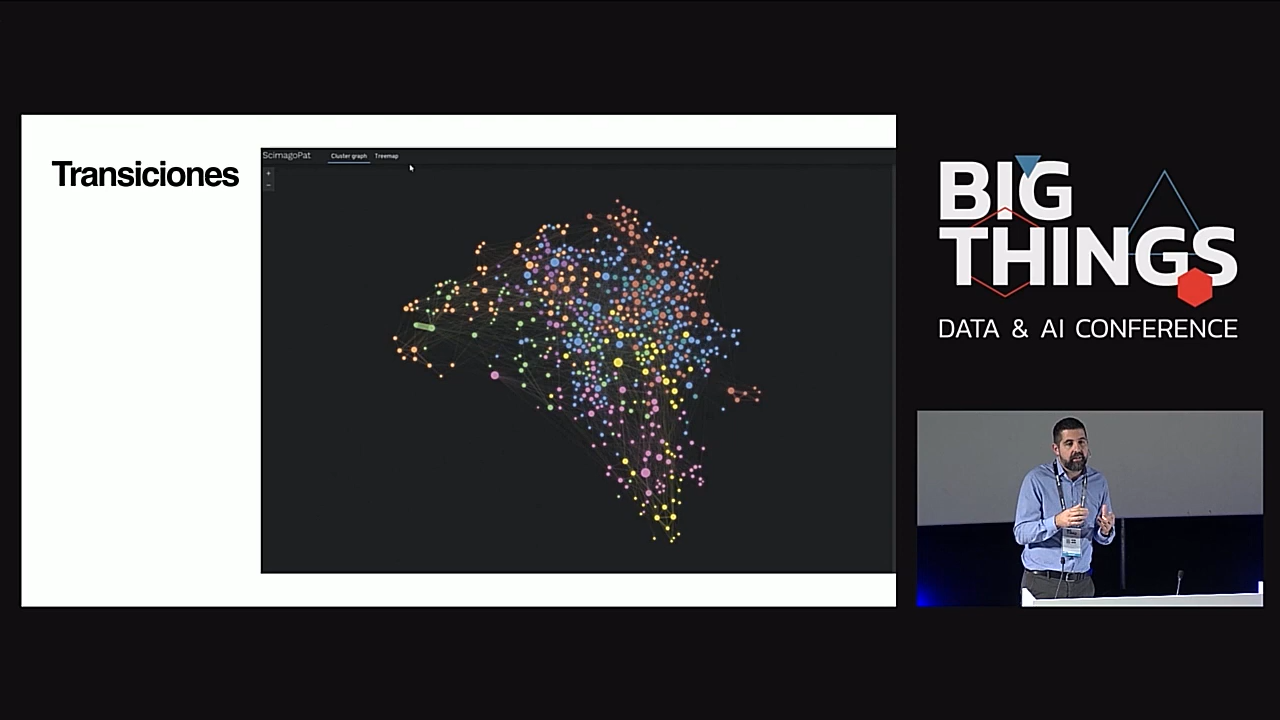 Transiciones
ScimagoPat
Cluster graph
Treemap
+
−
BIG
THINGS
DATA & AI CONFERENCE